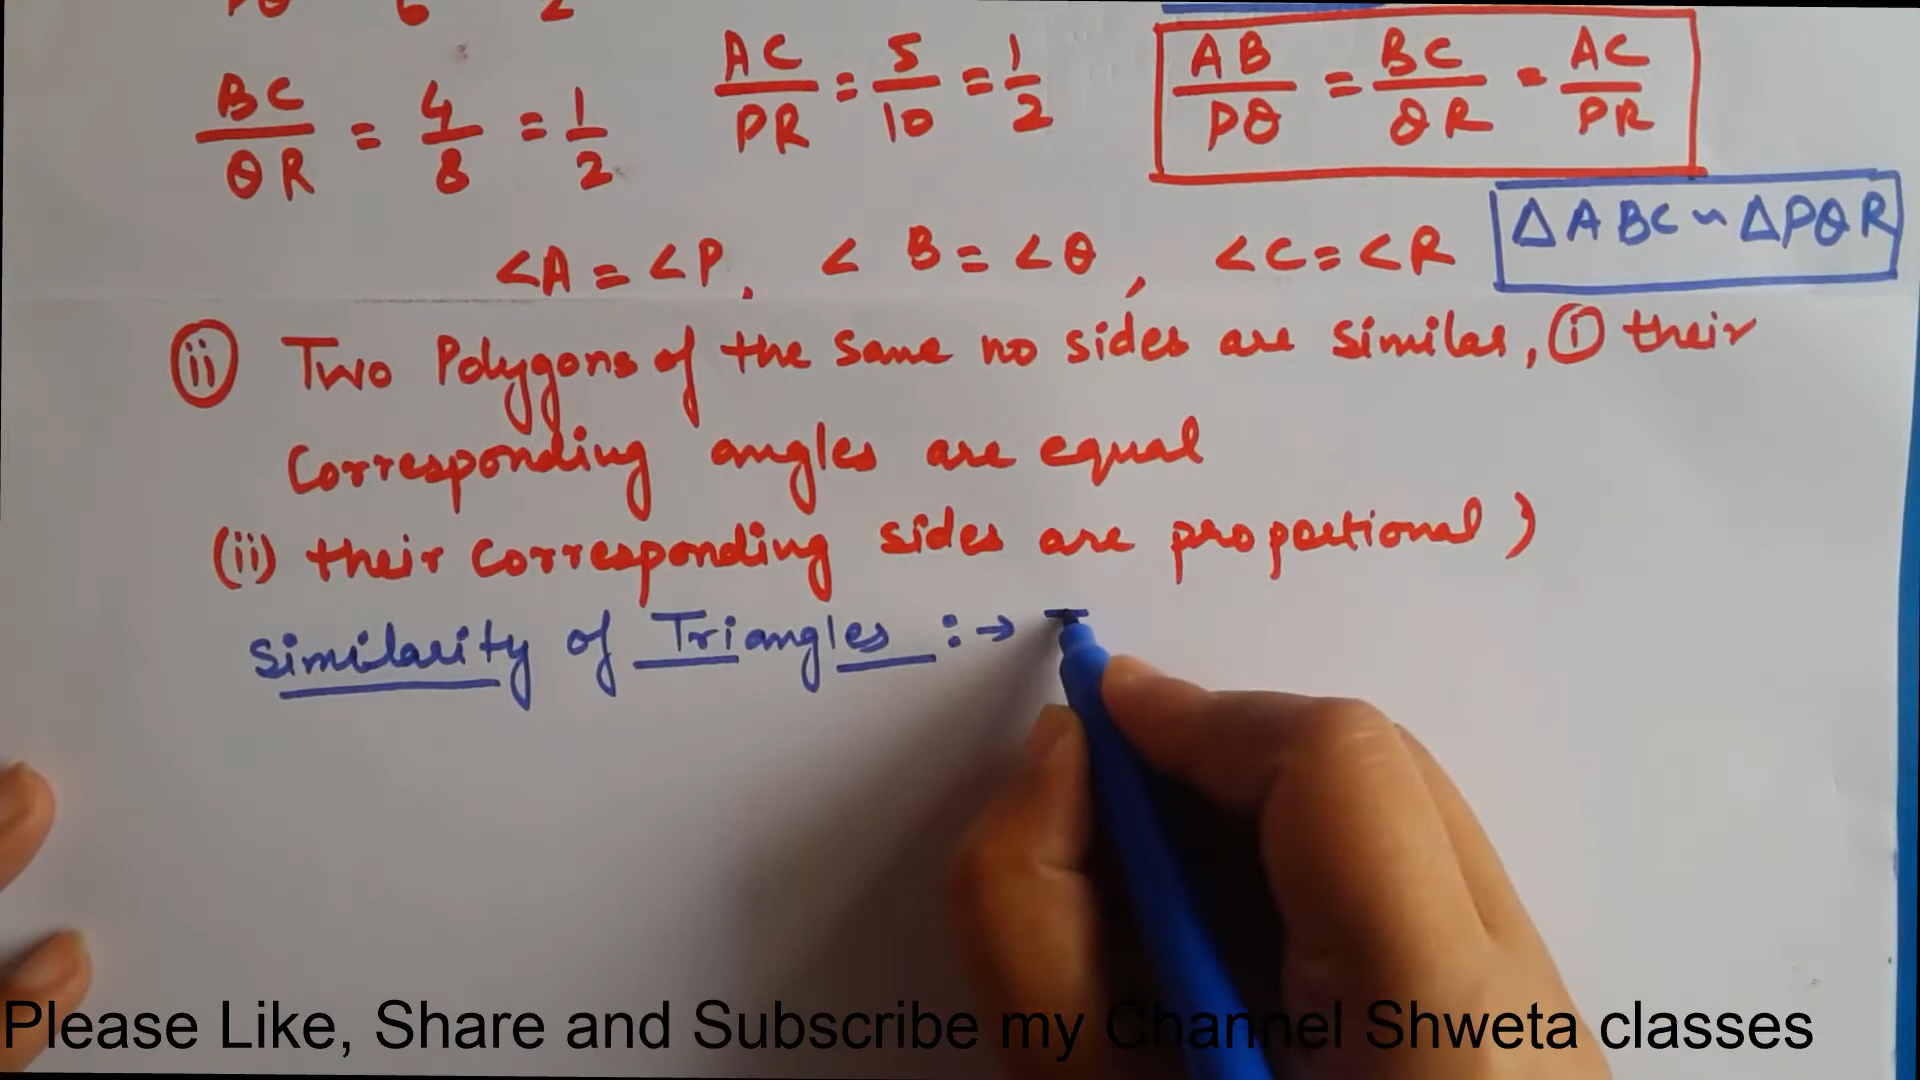 BC/QR = 4/8 = 1/2
AC/PR = 5/10 = 1/2
AB/PQ = BC/QR = AC/PR
∆ABC ~ ∆PQR
<A = <P, < B = <Q, <C = <R
(ii) Two Polygons of the same no sides are similar, (i) their
Corresponding angles are equal
(ii) their corresponding sides are proportional)
Similarity of Triangles :→ T
Please Like, Share and Subscribe my Channel Shweta classes